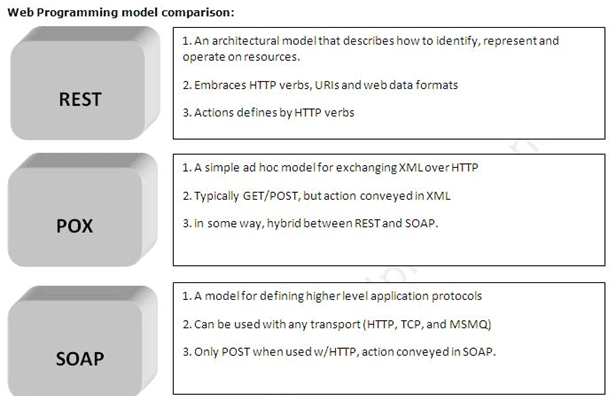 Web Programming model comparison:
REST
1. An architectural model that describes how to identify, represent and
operate on resources.
2. Embraces HTTP verbs, URIs and web data formats
3. Actions defines by HTTP verbs
POX
1. A simple ad hoc model for exchanging XML over HTTP
2. Typically GET/POST, but action conveyed in XML
3. in some way, hybrid between REST and SOAP.
SOAP
1. A model for defining higher level application protocols
2. Can be used with any transport (HTTP, TCP, and MSMQ)
3. Only POST when used w/HTTP, action conveyed in SOAP.